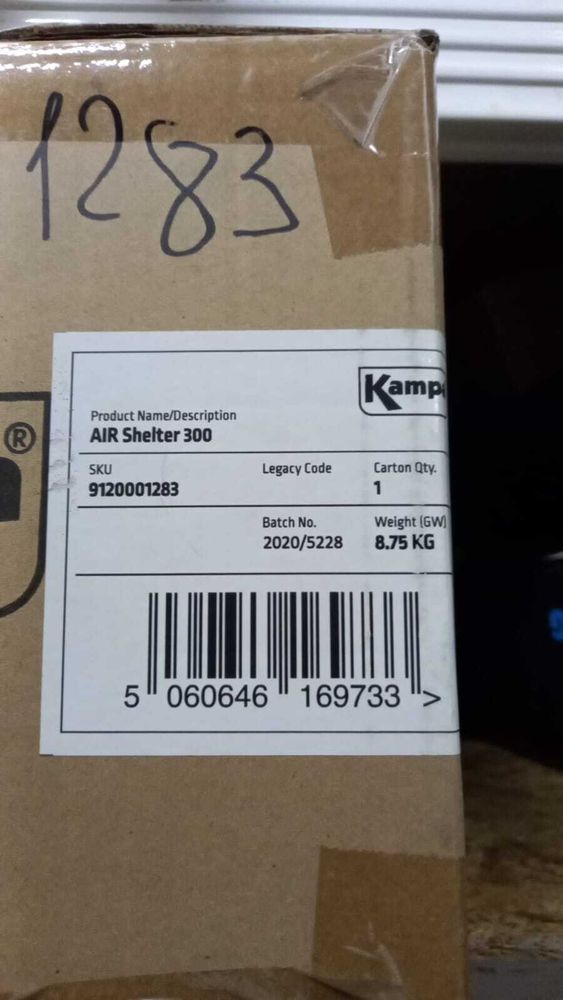 1283
Kamp
®
Product Name/Description
AIR Shelter 300
SKU Legacy Code Carton Qty.
9120001283 1
Batch No. Weight (GW)
2020/5228 8.75 KG
5 060646 169733 >